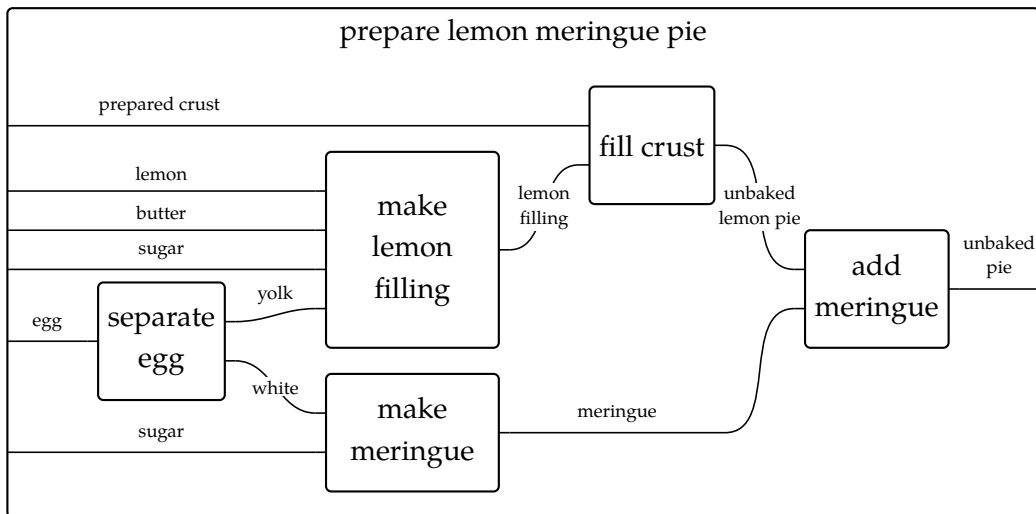 prepare lemon meringue pie
prepared crust
fill crust
lemon
butter
sugar
make
lemon
filling
lemon
filling
unbaked
lemon pie
egg
separate
egg
yolk
white
sugar
make
meringue
meringue
add
meringue
unbaked
pie